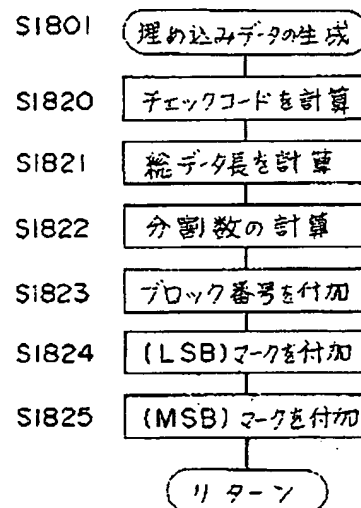 S1801 埋め込みデータの生成
S1820 チェックコードを計算
S1821 総データ長を計算
S1822 分割数の計算
S1823 ブロック番号を付加
S1824 (LSB)マークを付加
S1825 (MSB)マークを付加
リターン